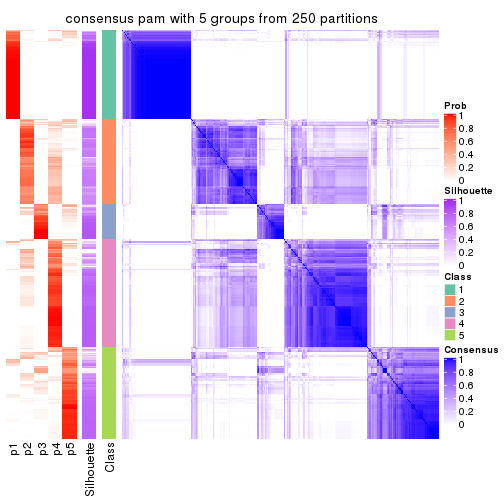 consensus pam with 5 groups from 250 partitions
Prob
1
0.8
0.6
0.4
0.2
0
Silhouette
1
0.8
0.6
0.4
0.2
0
Class
1
2
3
4
5
Consensus
1
0.8
0.6
0.4
0.2
0
p1
p2
p3
p4
p5
Silhouette
Class